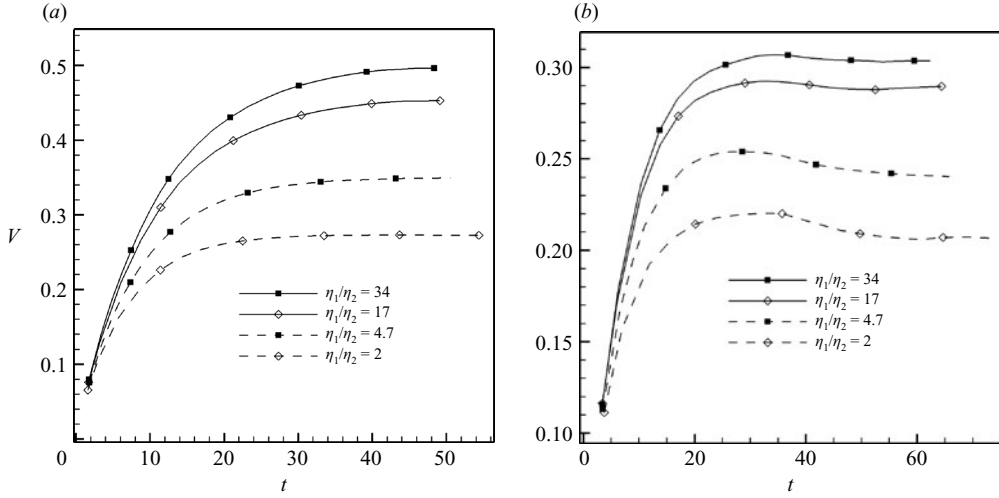 (a)
0.5
0.4
0.3
V
0.2
0.1
0
10
20
30
40
50
t
η1/η2 = 34
η1/η2 = 17
η1/η2 = 4.7
η1/η2 = 2
(b)
0.30
0.25
0.20
0.15
0.10
0
20
40
60
t
η1/η2 = 34
η1/η2 = 17
η1/η2 = 4.7
η1/η2 = 2